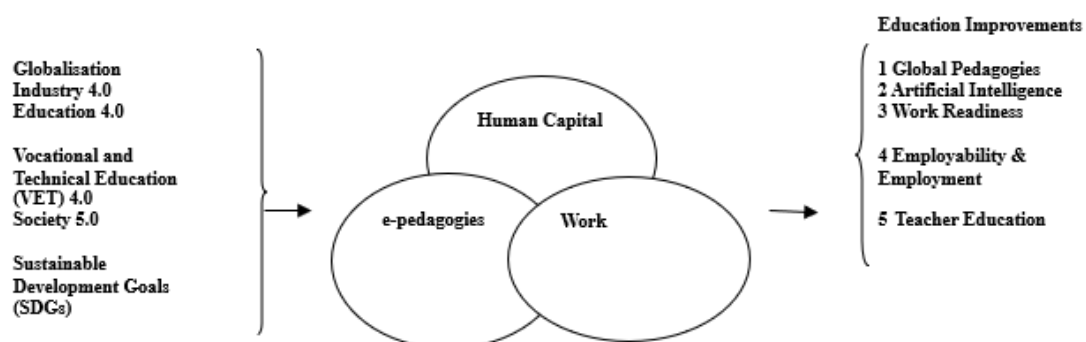 Globalisation
Industry 4.0
Education 4.0
Vocational and
Technical Education
(VET) 4.0
Society 5.0
Sustainable
Development Goals
(SDGs)
Human Capital
e-pedagogies
Work
Education Improvements
1 Global Pedagogies
2 Artificial Intelligence
3 Work Readiness
4 Employability &
Employment
5 Teacher Education